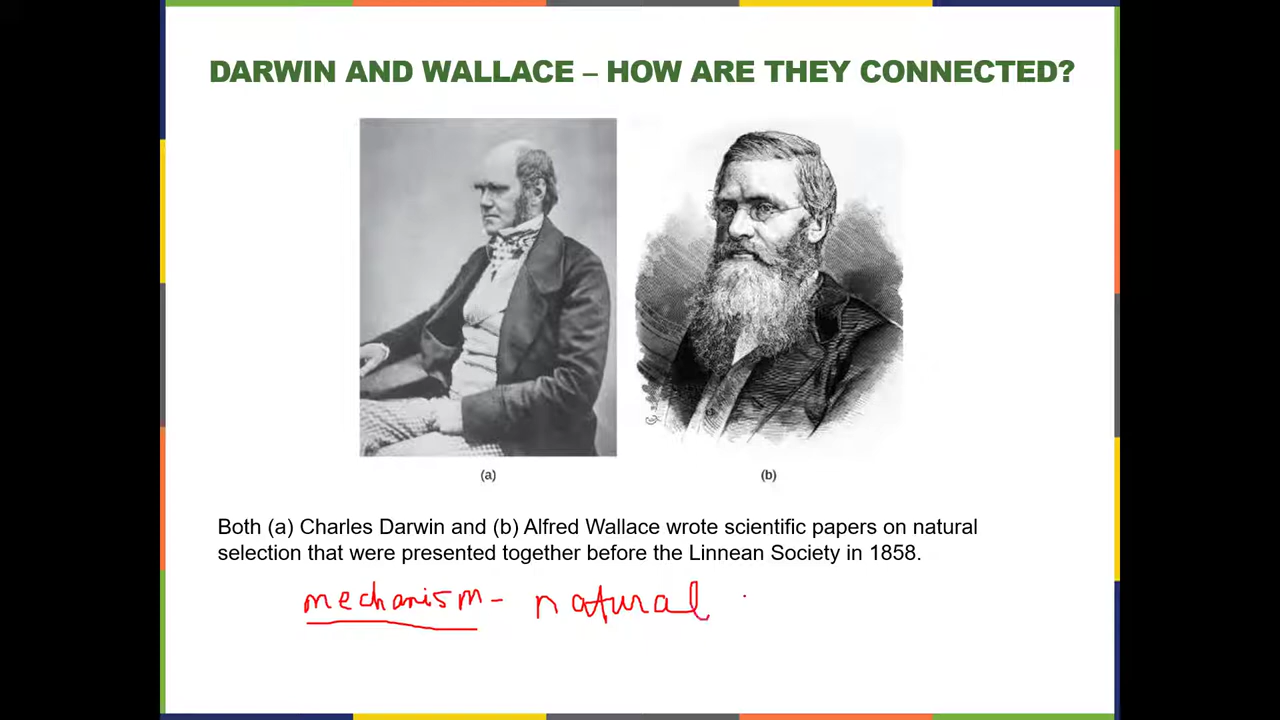 DARWIN AND WALLACE – HOW ARE THEY CONNECTED?
(a)
(b)
Both (a) Charles Darwin and (b) Alfred Wallace wrote scientific papers on natural
selection that were presented together before the Linnean Society in 1858.
mechanism - natural